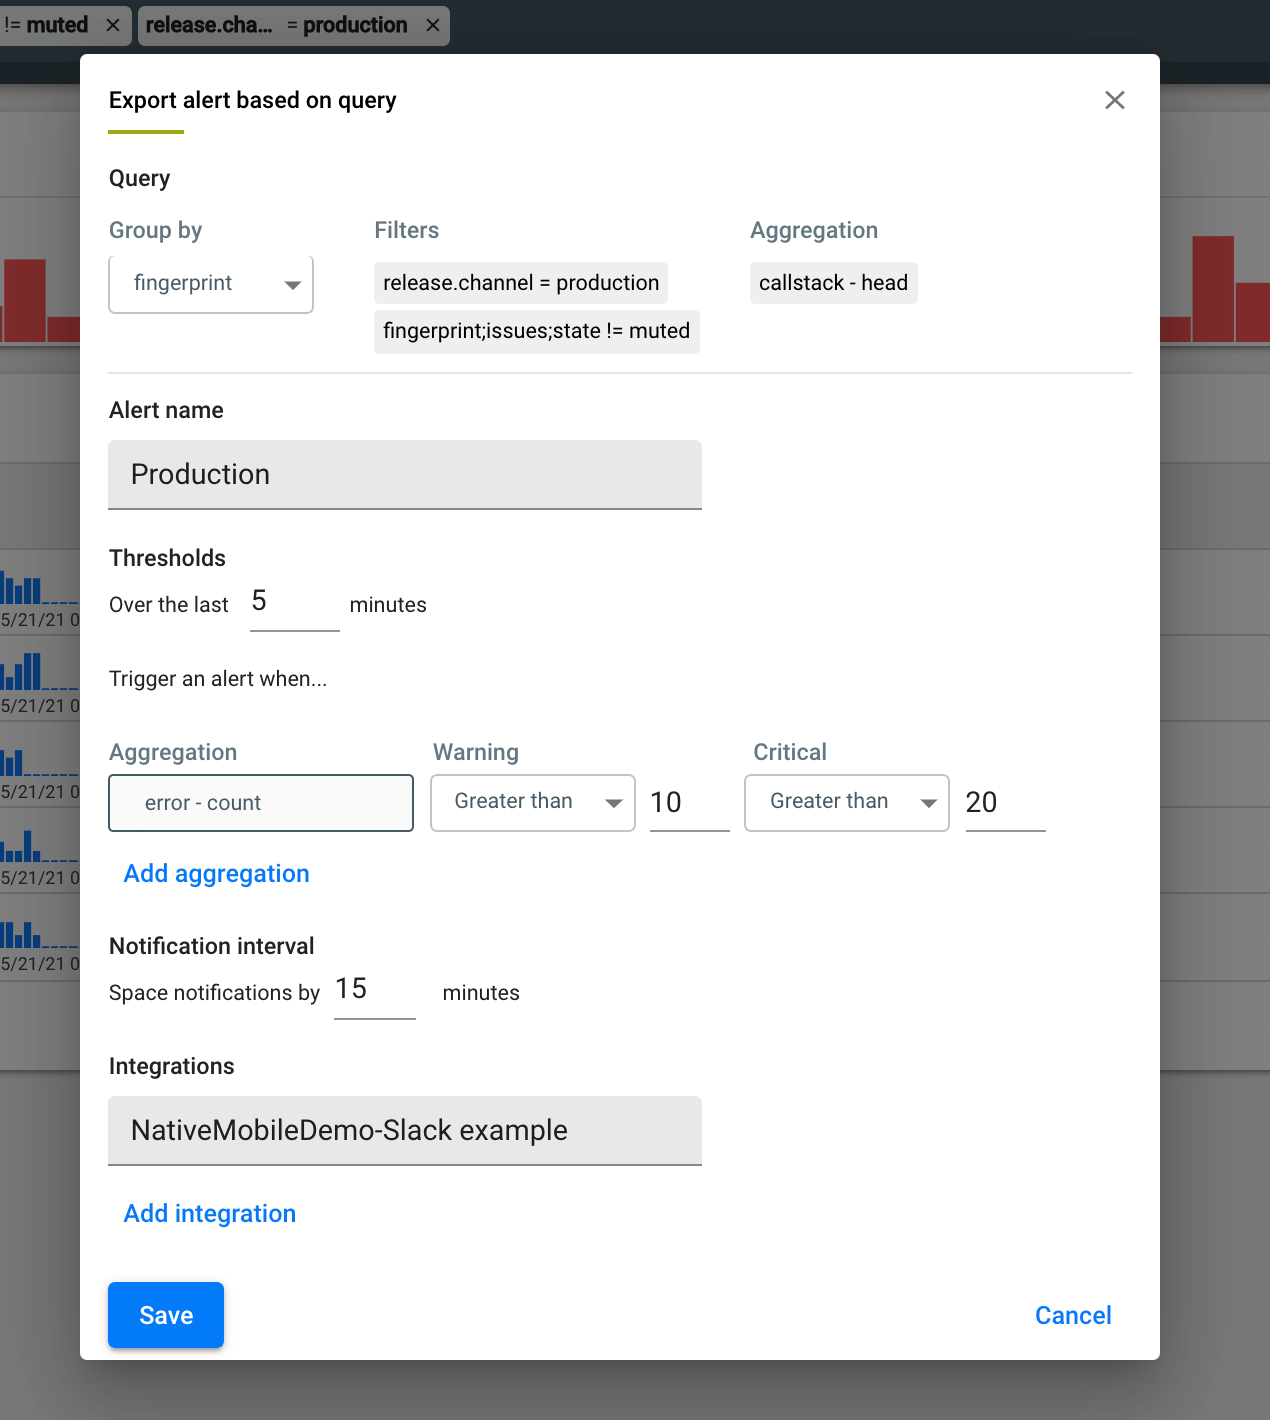 != muted × release.cha... = production ×
Export alert based on query
Query
Group by Filters Aggregation
fingerprint release.channel = production callstack - head
fingerprint;issues;state != muted
Alert name
Production
Thresholds
Over the last 5 minutes
Trigger an alert when...
Aggregation Warning Critical
error - count Greater than 10 Greater than 20
Add aggregation
Notification interval
Space notifications by 15 minutes
Integrations
NativeMobileDemo-Slack example
Add integration
Save Cancel
5/21/21 0
5/21/21 0
5/21/21 0
5/21/21 0
5/21/21 0